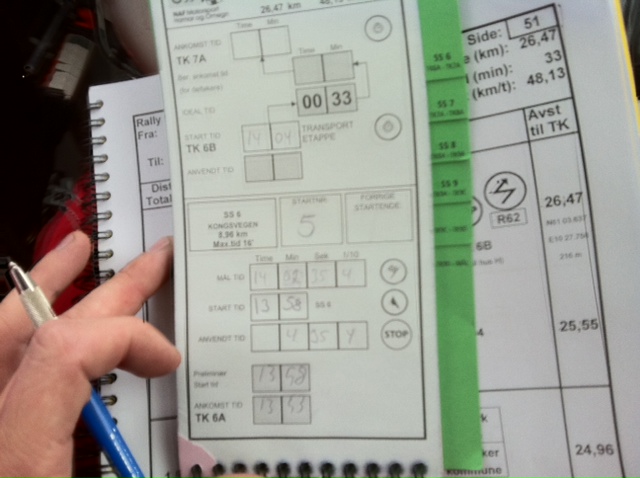 26,47 km
ANKOMST TID
Time Min
TK 7A
Time Min
IDEAL TID
00 33
START TID
14 04
TRANSPORT
ETAPPE
TK 6B
ANVENDT TID
SS 6
KONGSVEGEN
8,96 km
Max.tid 16'
STARTNR.
5
FORRIGE
STARTENDE:
Time Min Sek 1/10
MÅL TID 14 02 35 4
START TID 13 58 SS 6
ANVENDT TID 4 35 4 STOP
Preliminær
Start tid
13 58
ANKOMST TID
13 53
TK 6A
SS 6
SS 7
SS 8
SS 9
Rally
Fra:
Til:
Dist
Total
Side: 51
(km): 26,47
(min): 33
(km/t): 48,13
Avst
til TK
26,47
R62
6B
25,55
24,96
kommune